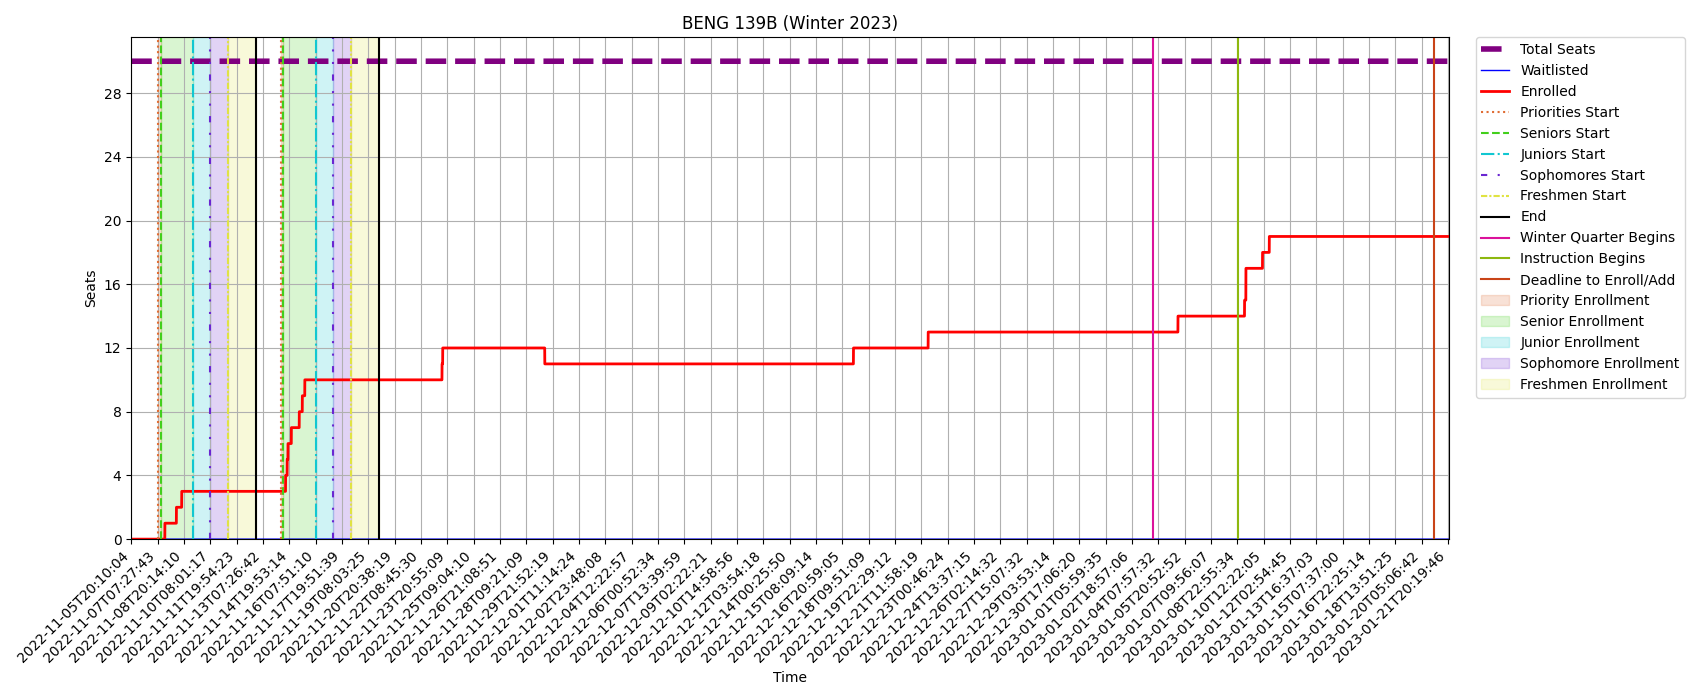 BENG 139B (Winter 2023)
Seats
28
24
20
16
12
8
4
0
2022-11-05T20:10:04
2022-11-07T07:27:43
2022-11-08T20:14:10
2022-11-10T08:01:17
2022-11-11T19:54:23
2022-11-13T07:26:42
2022-11-14T19:53:14
2022-11-16T07:51:10
2022-11-17T19:51:39
2022-11-19T08:03:25
2022-11-20T20:38:19
2022-11-22T08:45:30
2022-11-23T20:55:09
2022-11-25T09:04:10
2022-11-26T21:08:51
2022-11-28T09:21:09
2022-11-29T21:52:19
2022-12-01T11:14:24
2022-12-02T23:48:08
2022-12-04T12:22:57
2022-12-06T00:52:34
2022-12-07T13:39:59
2022-12-09T02:22:21
2022-12-10T14:58:56
2022-12-12T03:54:18
2022-12-14T00:25:50
2022-12-15T08:09:14
2022-12-16T20:59:05
2022-12-18T09:51:09
2022-12-19T22:29:12
2022-12-21T11:58:19
2022-12-23T00:46:24
2022-12-24T13:37:15
2022-12-26T02:14:32
2022-12-27T15:07:32
2022-12-29T03:53:14
2022-12-30T17:06:20
2023-01-01T05:59:35
2023-01-02T18:57:06
2023-01-04T07:57:32
2023-01-05T20:52:52
2023-01-07T09:56:07
2023-01-08T22:55:34
2023-01-10T12:22:05
2023-01-12T02:54:45
2023-01-13T16:37:03
2023-01-15T07:37:00
2023-01-16T22:25:14
2023-01-18T13:51:25
2023-01-20T05:06:42
2023-01-21T20:19:46
Time
Total Seats
Waitlisted
Enrolled
Priorities Start
Seniors Start
Juniors Start
Sophomores Start
Freshmen Start
End
Winter Quarter Begins
Instruction Begins
Deadline to Enroll/Add
Priority Enrollment
Senior Enrollment
Junior Enrollment
Sophomore Enrollment
Freshmen Enrollment